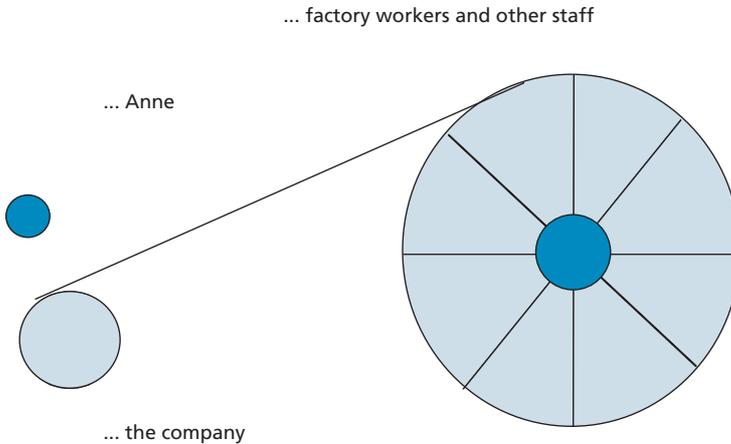 ... factory workers and other staff
... Anne
... the company